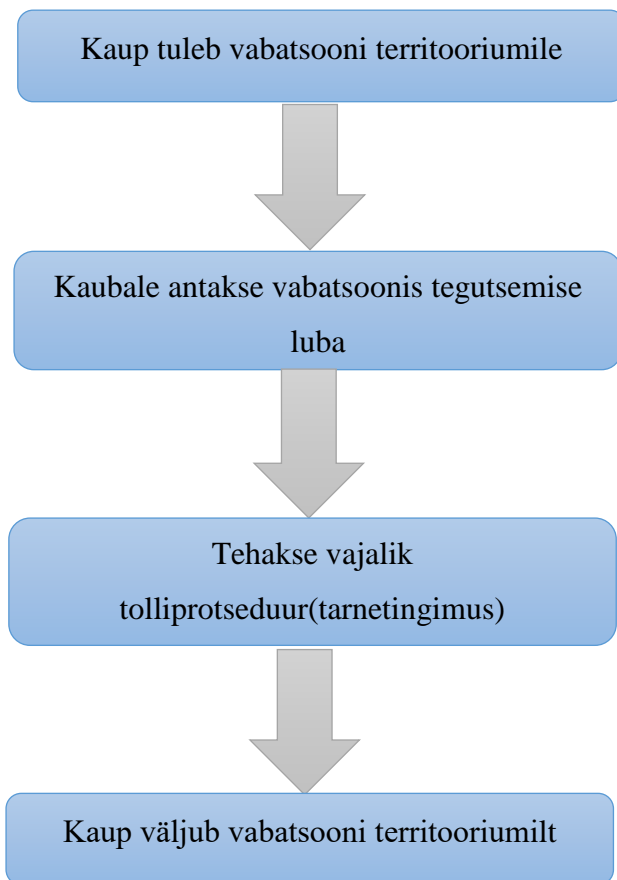 Kaup tuleb vabatsooni territooriumile
Kaubale antakse vabatsoonis tegutsemise
luba
Tehakse vajalik
tolliprotseduur(tarnetingimus)
Kaup väljub vabatsooni territooriumilt